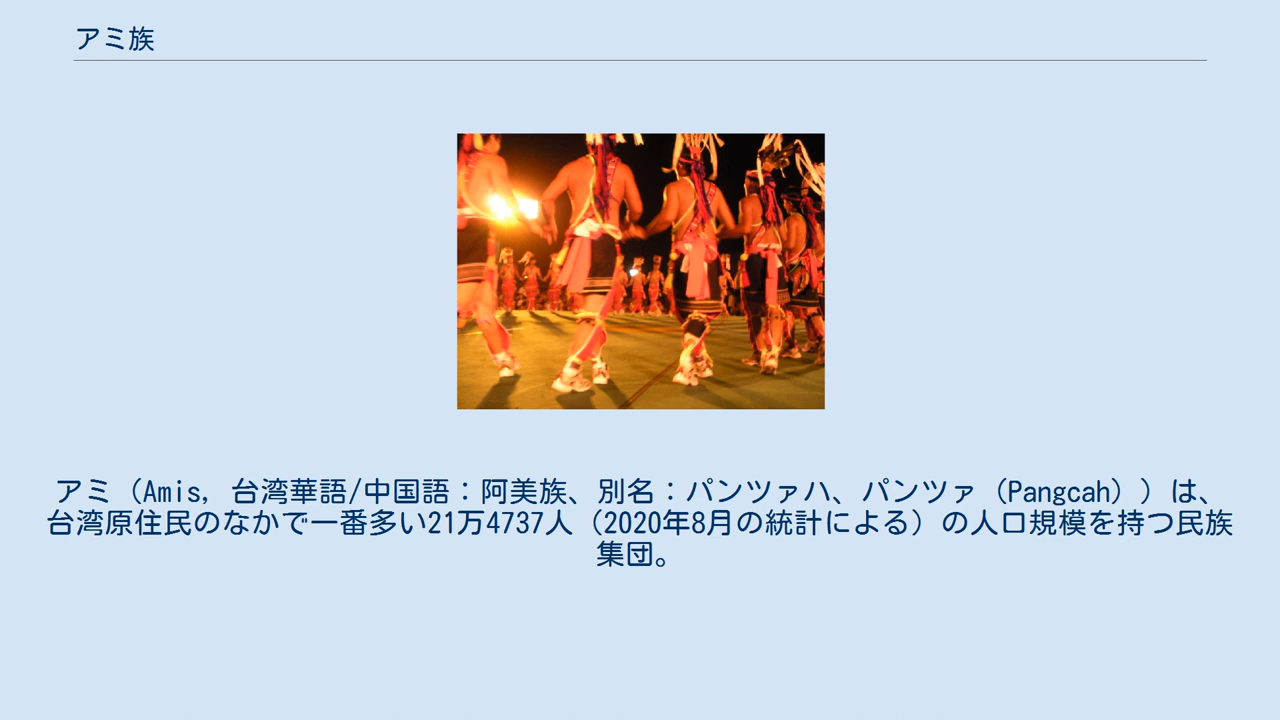 アミ族
アミ（Amis, 台湾華語/中国語：阿美族、別名：パンツァハ、パンツァ（Pangcah））は、
台湾原住民のなかで一番多い21万4737人（2020年8月の統計による）の人口規模を持つ民族
集団。